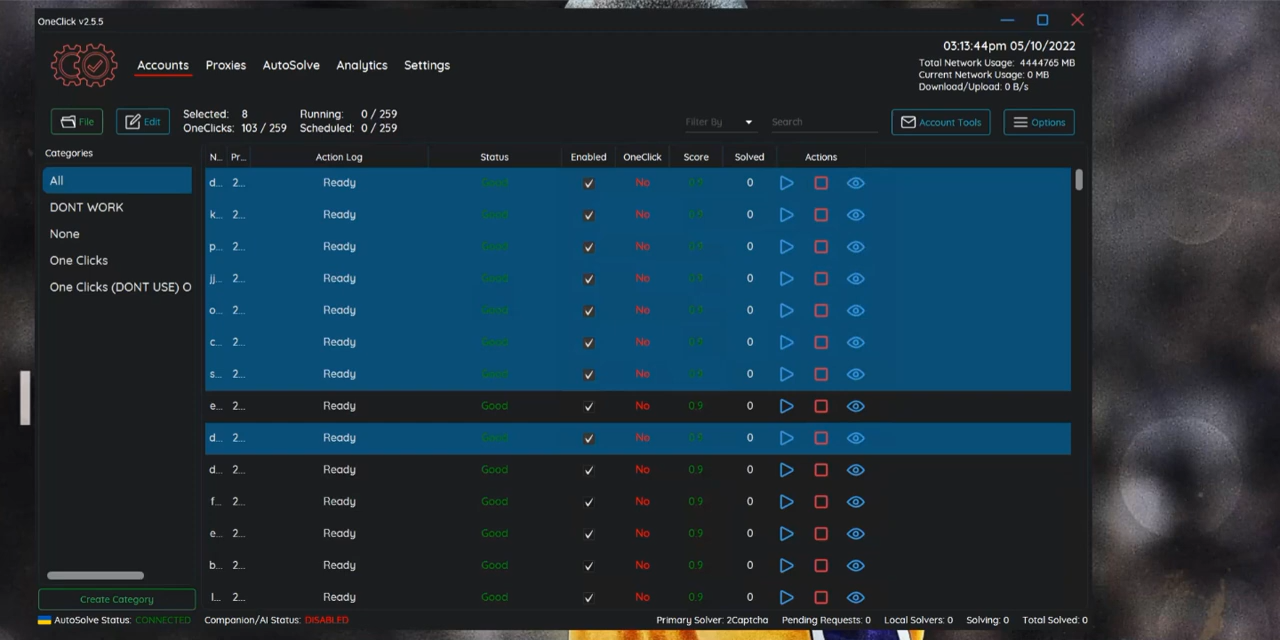 OneClick v2.5.5
03:13:44pm 05/10/2022
Accounts Proxies AutoSolve Analytics Settings
Total Network Usage: 4444765 MB
Current Network Usage: 0 MB
Download/Upload: 0 B/s
File Edit
Selected: 8 Running: 0 / 259
OneClicks: 103 / 259 Scheduled: 0 / 259
Filter By Search Account Tools Options
Categories
All
DONT WORK
None
One Clicks
One Clicks (DONT USE) O
Create Category
N... Pr... Action Log Status Enabled OneClick Score Solved Actions
d... 2... Ready Good No 0
k... 2... Ready Good No 0
p... 2... Ready Good No 0
jj... 2... Ready Good No 0
o... 2... Ready Good No 0
c... 2... Ready Good No 0
s... 2... Ready Good No 0
e... 2... Ready Good No 0.9 0
d... 2... Ready Good No 0
d... 2... Ready Good No 0.9 0
f... 2... Ready Good No 0.9 0
e... 2... Ready Good No 0.9 0
b... 2... Ready Good No 0.9 0
l... 2... Ready Good No 0.9 0
AutoSolve Status: CONNECTED Companion/AI Status: DISABLED Primary Solver: 2Captcha Pending Requests: 0 Local Solvers: 0 Solving: 0 Total Solved: 0